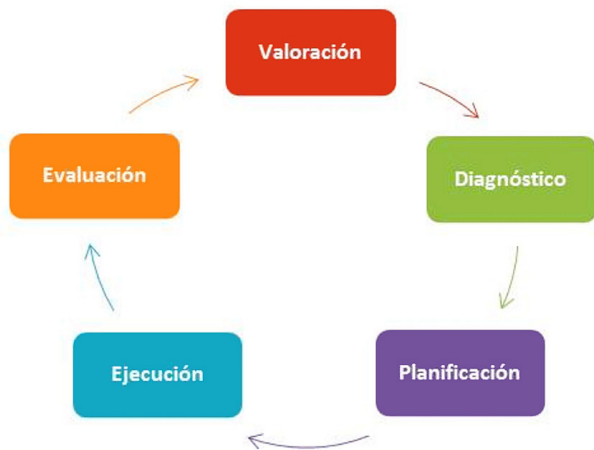 Valoración
Diagnóstico
Planificación
Ejecución
Evaluación